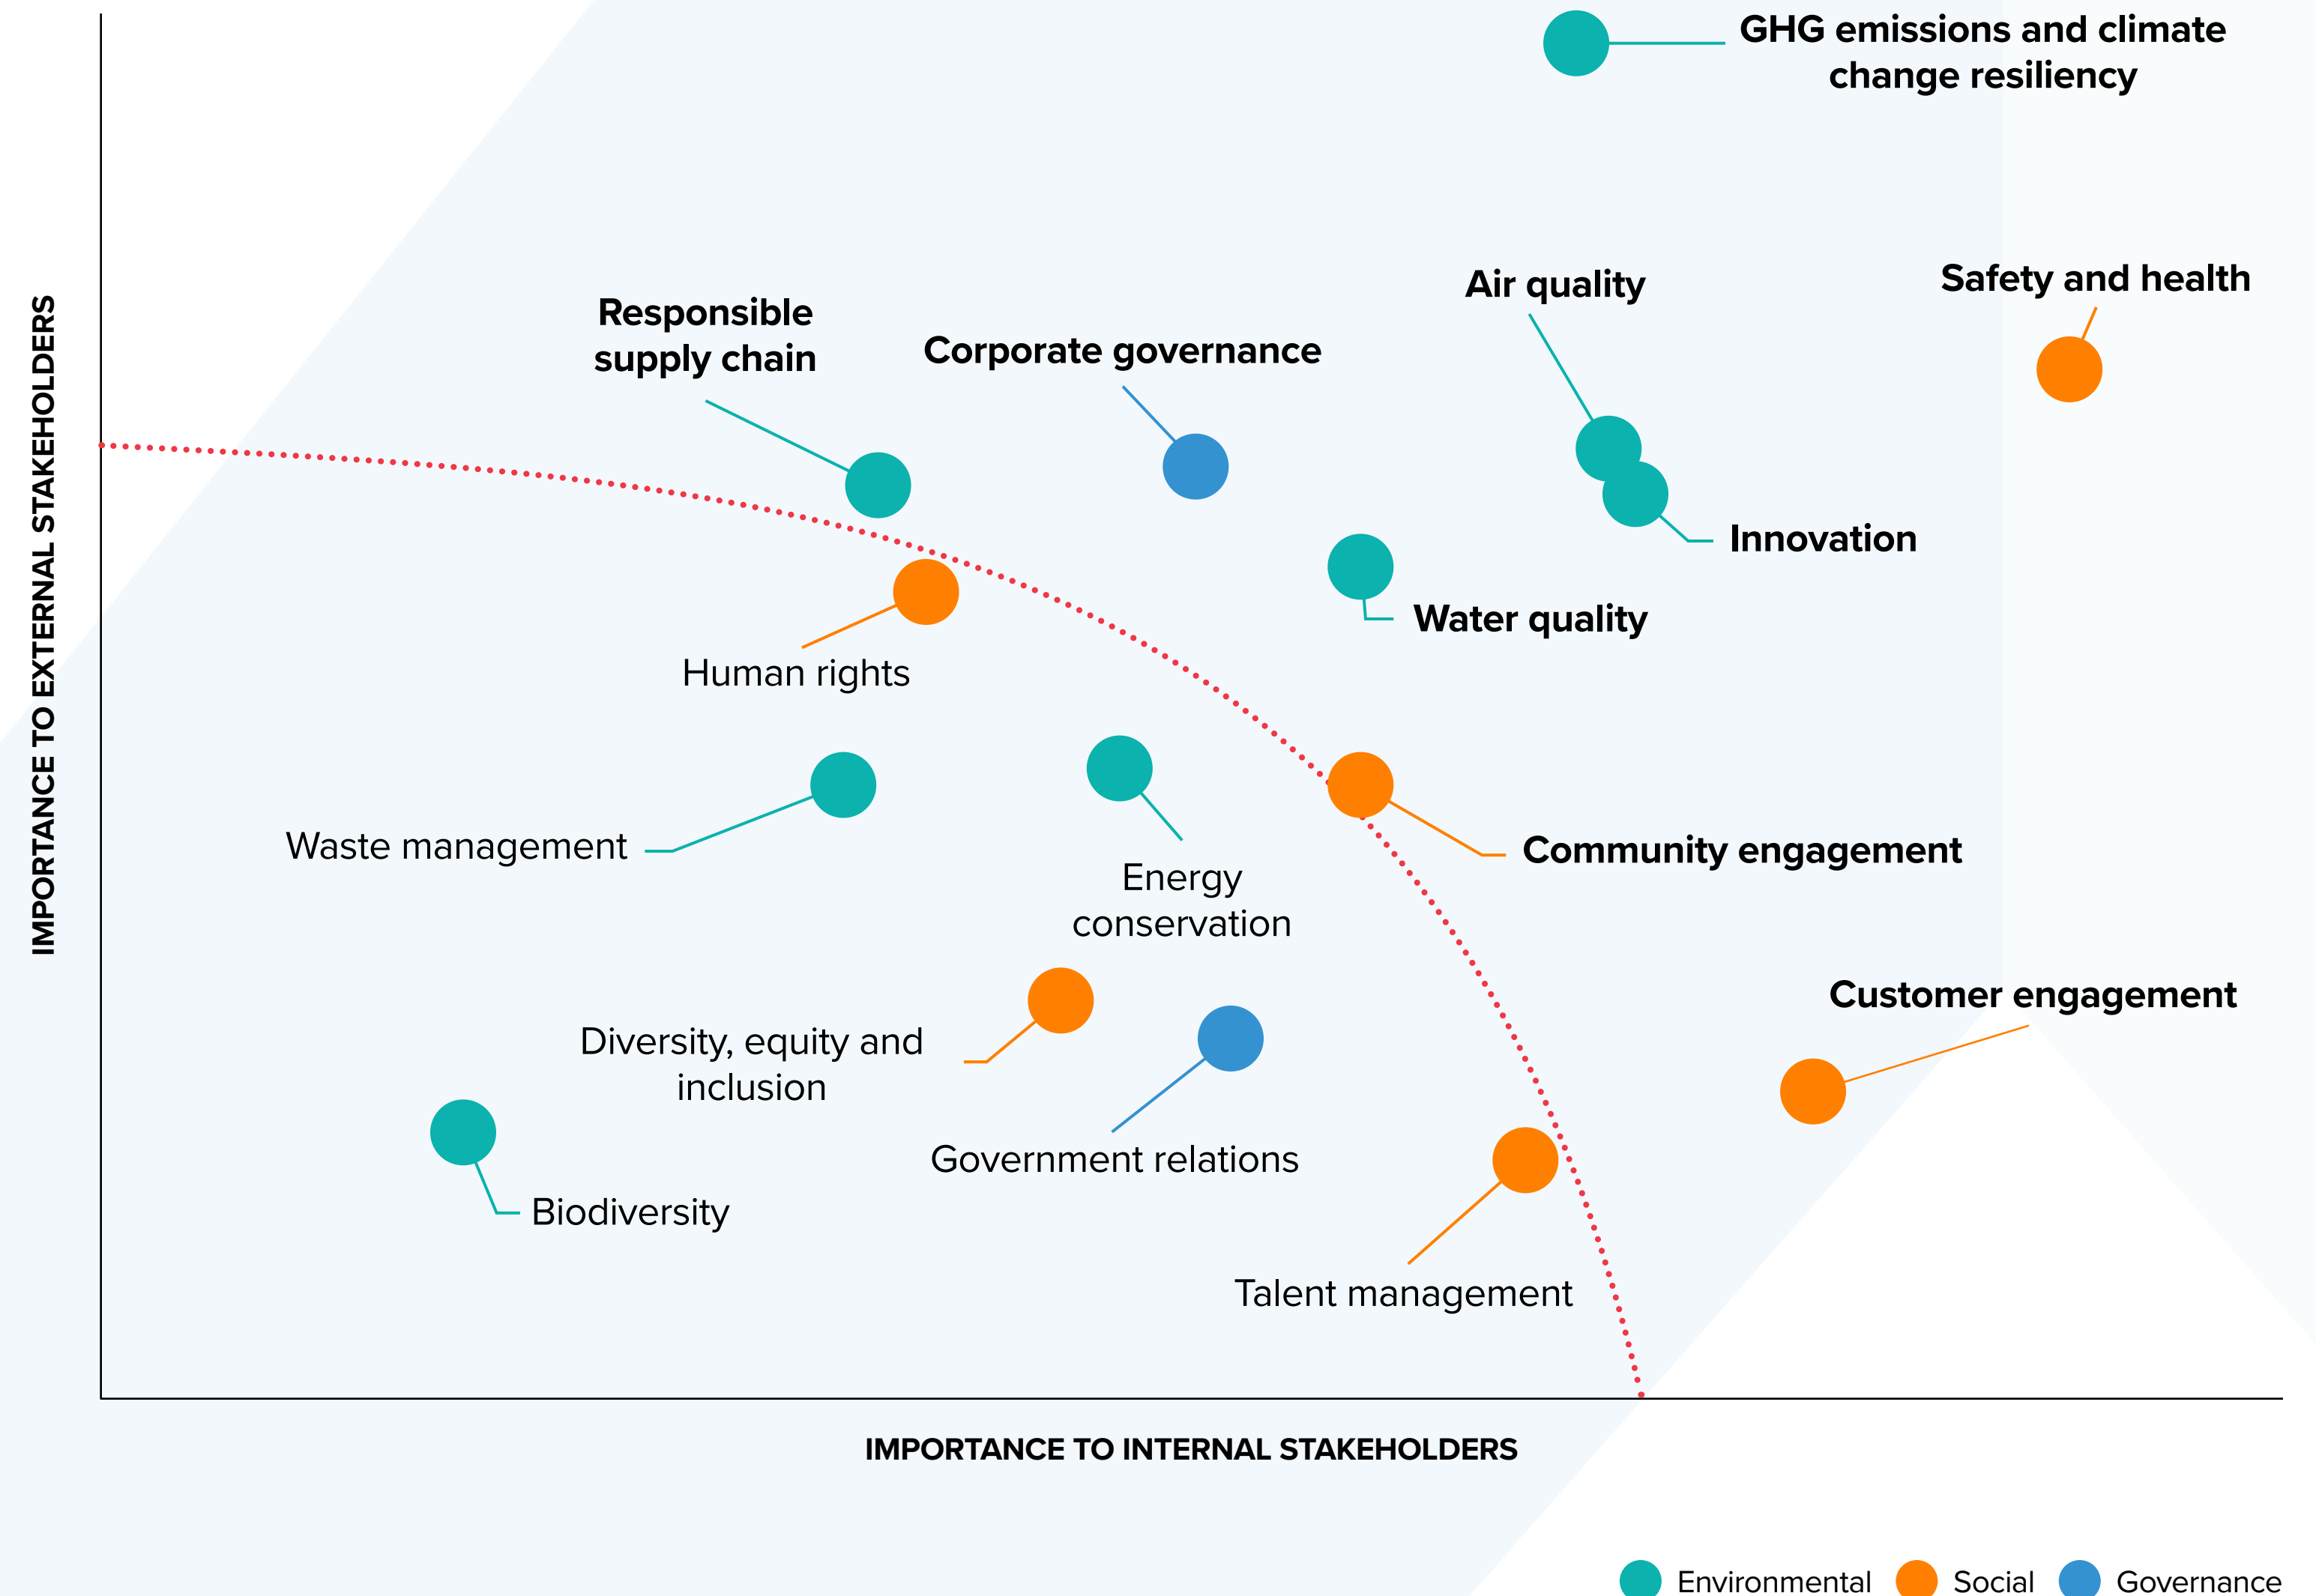 GHG emissions and climate
change resiliency
Air quality
Safety and health
Responsible
supply chain
Corporate governance
Innovation
Water quality
Human rights
Waste management
Energy
conservation
Community engagement
Customer engagement
Diversity, equity and
inclusion
Government relations
Biodiversity
Talent management
IMPORTANCE TO EXTERNAL STAKEHOLDERS
IMPORTANCE TO INTERNAL STAKEHOLDERS
Environmental
Social
Governance